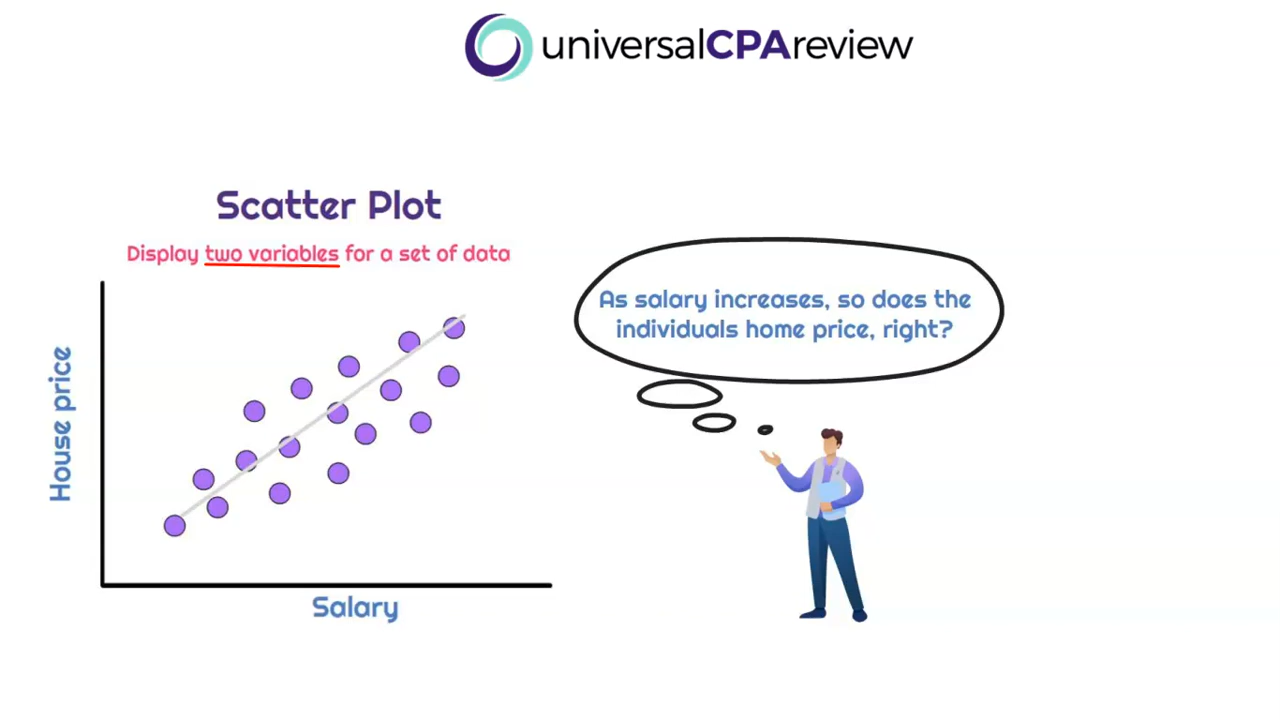 universalCPAreview
Scatter Plot
Display two variables for a set of data
House price
Salary
As salary increases, so does the
individuals home price, right?